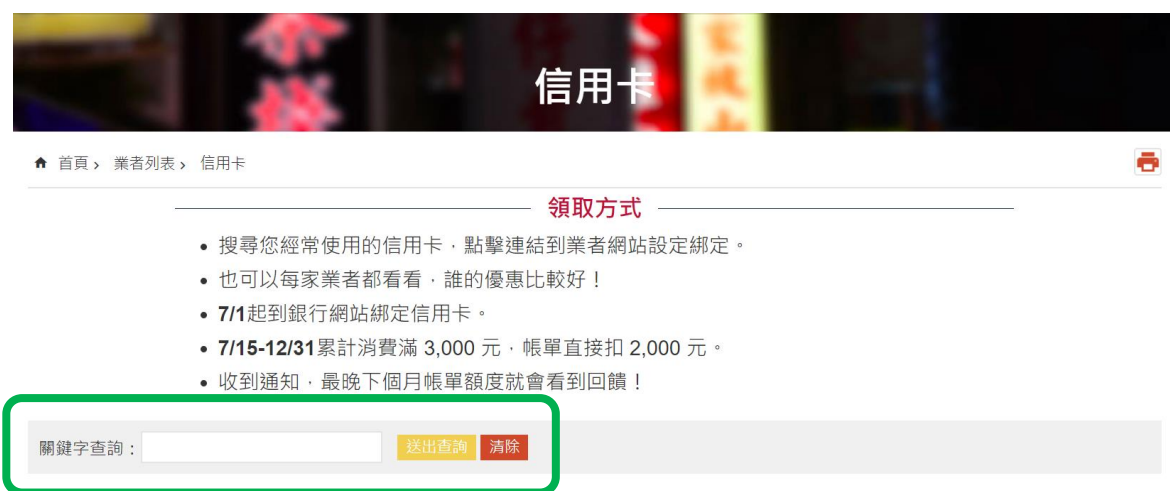 信用卡
首頁› 業者列表› 信用卡
領取方式
• 搜尋您經常使用的信用卡，點擊連結到業者網站設定綁定。
• 也可以每家業者都看看，誰的優惠比較好！
• 7/1起到銀行網站綁定信用卡。
• 7/15-12/31累計消費滿 3,000 元，帳單直接扣 2,000 元。
• 收到通知，最晚下個月帳單額度就會看到回饋！
關鍵字查詢： 送出查詢 清除